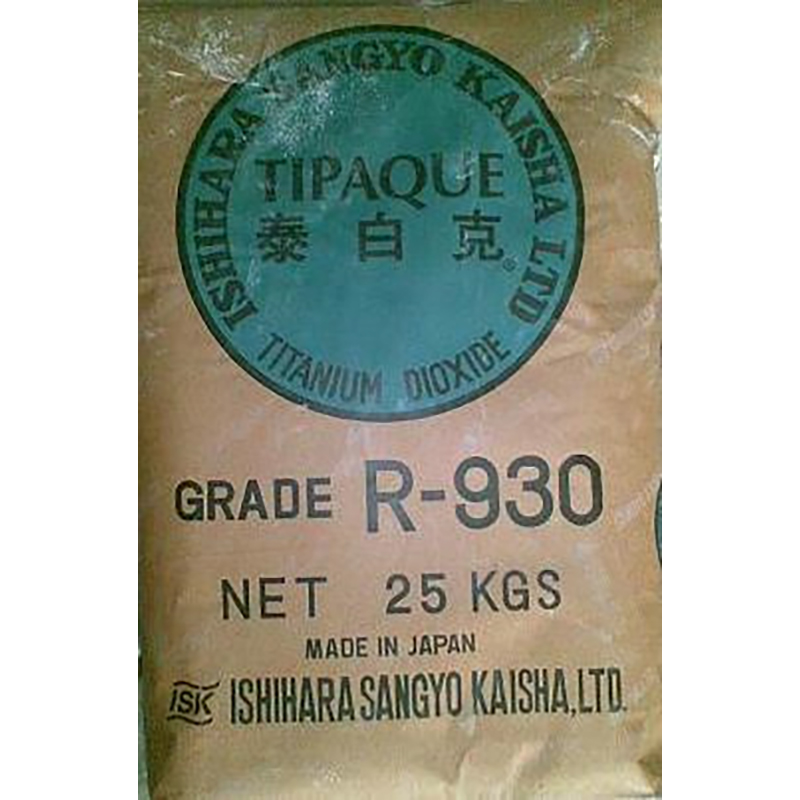 ISHIHARA SANGYO KAISHA LTD
TIPAQUE
泰白克®
TITANIUM DIOXIDE
GRADE R-930
NET 25 KGS
MADE IN JAPAN
ISK ISHIHARA SANGYO KAISHA, LTD.